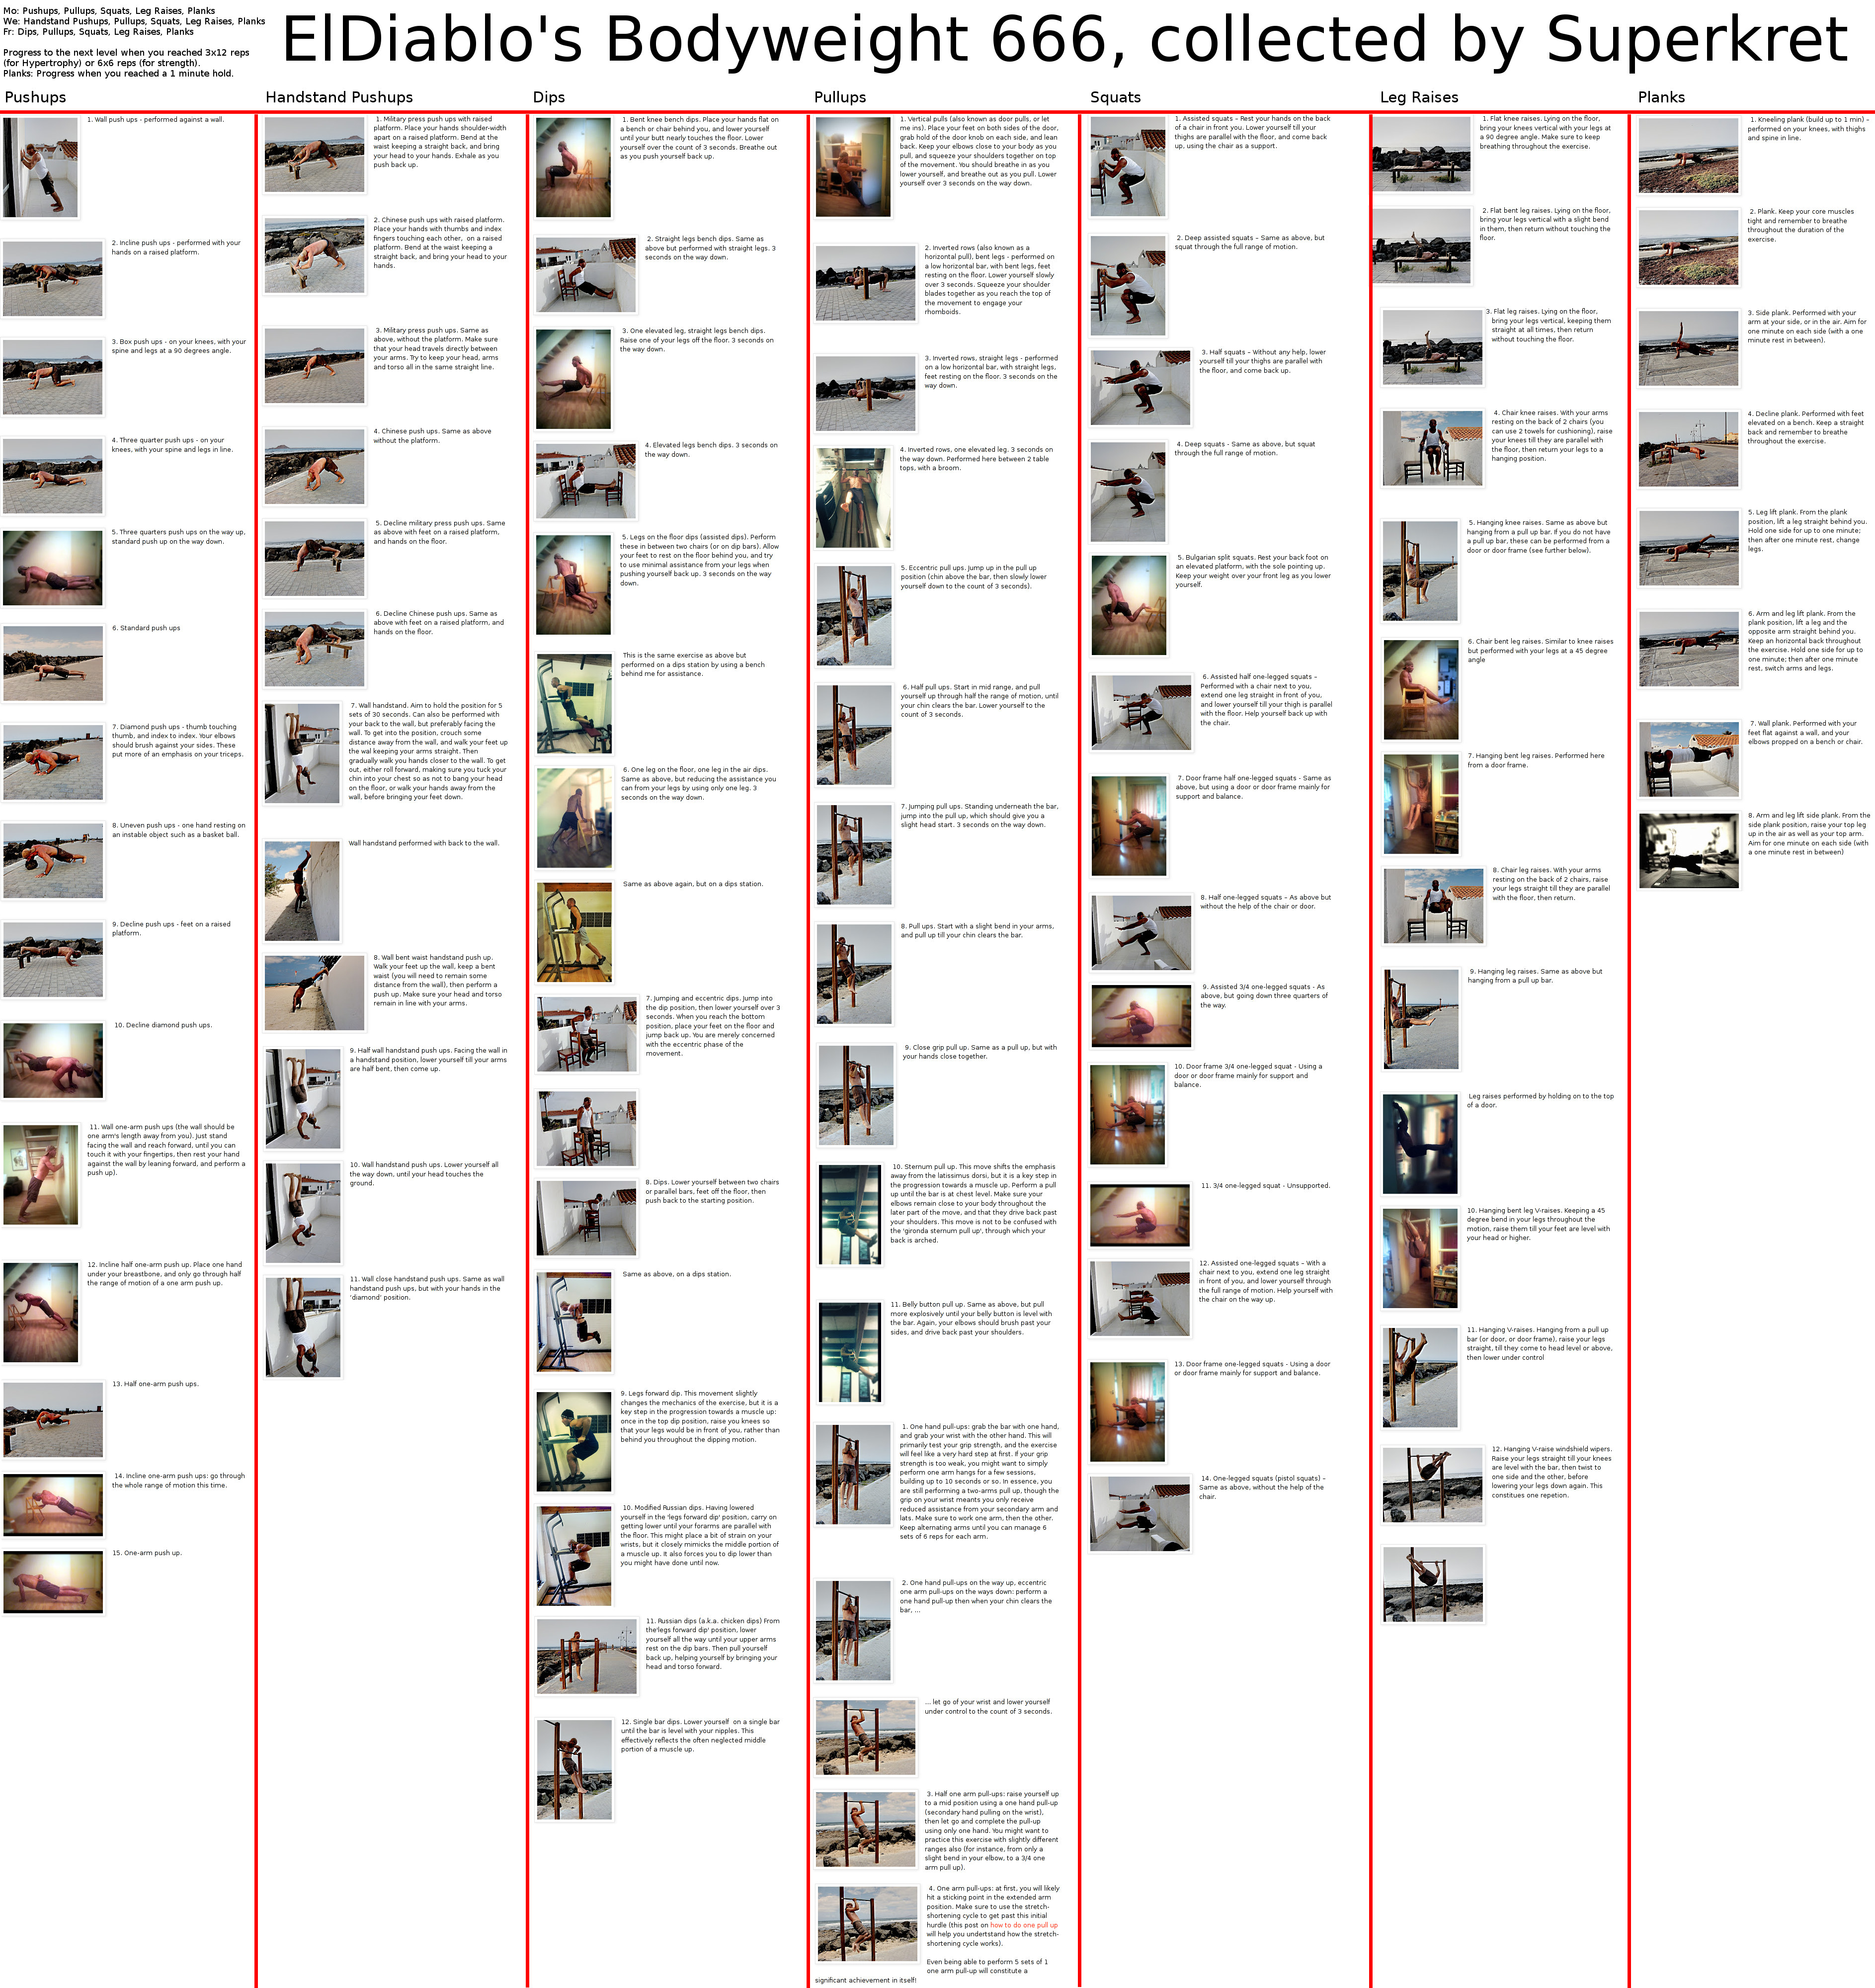 Mo: Pushups, Pullups, Squats, Leg Raises, Planks
We: Handstand Pushups, Pullups, Squats, Leg Raises, Planks
Fr: Dips, Pullups, Squats, Leg Raises, Planks
Progress to the next level when you reached 3x12 reps
(for Hypertrophy) or 6x6 reps (for strength).
Planks: Progress when you reached a 1 minute hold.
ElDiablo's Bodyweight 666, collected by Superkret
Pushups
1. Wall push ups - performed against a wall.
2. Incline push ups - performed with your
hands on a raised platform.
3. Box push ups - on your knees, with your
spine and legs at a 90 degrees angle.
4. Three quarter push ups - on your
knees, with your spine and legs in line.
5. Three quarters push ups on the way up,
standard push up on the way down.
6. Standard push ups
7. Diamond push ups - thumb touching
thumb, and index to index. Your elbows
should brush against your sides. These
put more of an emphasis on your triceps.
8. Uneven push ups - one hand resting on
an instable object such as a basket ball.
9. Decline push ups - feet on a raised
platform.
10. Decline diamond push ups.
11. Wall one-arm push ups (the wall should be
one arm's length away from you). Just stand
facing the wall and reach forward, until you can
touch it with your fingertips, then rest your hand
against the wall by leaning forward, and perform a
push up).
12. Incline half one-arm push up. Place one hand
under your breastbone, and only go through half
the range of motion of a one arm push up.
13. Half one-arm push ups.
14. Incline one-arm push ups: go through
the whole range of motion this time.
15. One-arm push up.
Handstand Pushups
1. Military press push ups with raised
platform. Place your hands shoulder-width
apart on a raised platform. Bend at the
waist keeping a straight back, and bring
your head to your hands. Exhale as you
push back up.
2. Chinese push ups with raised platform.
Place your hands with thumbs and index
fingers touching each other, on a raised
platform. Bend at the waist keeping a
straight back, and bring your head to your
hands.
3. Military press push ups. Same as
above, without the platform. Make sure
that your head travels directly between
your arms. Try to keep your head, arms
and torso all in the same straight line.
4. Chinese push ups. Same as above
without the platform.
5. Decline military press push ups. Same
as above with feet on a raised platform,
and hands on the floor.
6. Decline Chinese push ups. Same as
above with feet on a raised platform, and
hands on the floor.
7. Wall handstand. Aim to hold the position for 5
sets of 30 seconds. Can also be performed with
your back to the wall, but preferably facing the
wall. To get into the position, crouch some
distance away from the wall, and walk your feet up
the wal keeping your arms straight. Then
gradually walk you hands closer to the wall. To get
out, either roll forward, making sure you tuck your
chin into your chest so as not to bang your head
on the floor, or walk your hands away from the
wall, before bringing your feet down.
Wall handstand performed with back to the wall.
8. Wall bent waist handstand push up.
Walk your feet up the wall, keep a bent
waist (you will need to remain some
distance from the wall), then perform a
push up. Make sure your head and torso
remain in line with your arms.
9. Half wall handstand push ups. Facing the wall in
a handstand position, lower yourself till your arms
are half bent, then come up.
10. Wall handstand push ups. Lower yourself all
the way down, until your head touches the
ground.
11. Wall close handstand push ups. Same as wall
handstand push ups, but with your hands in the
'diamond' position.
Dips
1. Bent knee bench dips. Place your hands flat on
a bench or chair behind you, and lower yourself
until your butt nearly touches the floor. Lower
yourself over the count of 3 seconds. Breathe out
as you push yourself back up.
2. Straight legs bench dips. Same as
above but performed with straight legs. 3
seconds on the way down.
3. One elevated leg, straight legs bench dips.
Raise one of your legs off the floor. 3 seconds on
the way down.
4. Elevated legs bench dips. 3 seconds on
the way down.
5. Legs on the floor dips (assisted dips). Perform
these in between two chairs (or on dip bars). Allow
your feet to rest on the floor behind you, and try
to use minimal assistance from your legs when
pushing yourself back up. 3 seconds on the way
down.
This is the same exercise as above but
performed on a dips station by using a bench
behind me for assistance.
6. One leg on the floor, one leg in the air dips.
Same as above, but reducing the assistance you
can from your legs by using only one leg. 3
seconds on the way down.
Same as above again, but on a dips station.
7. Jumping and eccentric dips. Jump into
the dip position, then lower yourself over 3
seconds. When you reach the bottom
position, place your feet on the floor and
jump back up. You are merely concerned
with the eccentric phase of the
movement.
8. Dips. Lower yourself between two chairs
or parallel bars, feet off the floor, then
push back to the starting position.
Same as above, on a dips station.
9. Legs forward dip. This movement slightly
changes the mechanics of the exercise, but it is a
key step in the progression towards a muscle up:
once in the top dip position, raise you knees so
that your legs would be in front of you, rather than
behind you throughout the dipping motion.
10. Modified Russian dips. Having lowered
yourself in the 'legs forward dip' position, carry on
getting lower until your forarms are parallel with
the floor. This might place a bit of strain on your
wrists, but it closely mimicks the middle portion of
a muscle up. It also forces you to dip lower than
you might have done until now.
11. Russian dips (a.k.a. chicken dips) From
the'legs forward dip' position, lower
yourself all the way until your upper arms
rest on the dip bars. Then pull yourself
back up, helping yourself by bringing your
head and torso forward.
12. Single bar dips. Lower yourself on a single bar
until the bar is level with your nipples. This
effectively reflects the often neglected middle
portion of a muscle up.
Pullups
1. Vertical pulls (also known as door pulls, or let
me ins). Place your feet on both sides of the door,
grab hold of the door knob on each side, and lean
back. Keep your elbows close to your body as you
pull, and squeeze your shoulders together on top
of the movement. You should breathe in as you
lower yourself, and breathe out as you pull. Lower
yourself over 3 seconds on the way down.
2. Inverted rows (also known as a
horizontal pull), bent legs - performed on
a low horizontal bar, with bent legs, feet
resting on the floor. Lower yourself slowly
over 3 seconds. Squeeze your shoulder
blades together as you reach the top of
the movement to engage your
rhomboids.
3. Inverted rows, straight legs - performed
on a low horizontal bar, with straight legs,
feet resting on the floor. 3 seconds on the
way down.
4. Inverted rows, one elevated leg. 3 seconds on
the way down. Performed here between 2 table
tops, with a broom.
5. Eccentric pull ups. Jump up in the pull up
position (chin above the bar, then slowly lower
yourself down to the count of 3 seconds).
6. Half pull ups. Start in mid range, and pull
yourself up through half the range of motion, until
your chin clears the bar. Lower yourself to the
count of 3 seconds.
7. Jumping pull ups. Standing underneath the bar,
jump into the pull up, which should give you a
slight head start. 3 seconds on the way down.
8. Pull ups. Start with a slight bend in your arms,
and pull up till your chin clears the bar.
9. Close grip pull up. Same as a pull up, but with
your hands close together.
10. Sternum pull up. This move shifts the emphasis
away from the latissimus dorsi, but it is a key step in
the progression towards a muscle up. Perform a pull
up until the bar is at chest level. Make sure your
elbows remain close to your body throughout the
later part of the move, and that they drive back past
your shoulders. This move is not to be confused with
the 'gironda sternum pull up', through which your
back is arched.
11. Belly button pull up. Same as above, but pull
more explosively until your belly button is level with
the bar. Again, your elbows should brush past your
sides, and drive back past your shoulders.
1. One hand pull-ups: grab the bar with one hand,
and grab your wrist with the other hand. This will
primarily test your grip strength, and the exercise
will feel like a very hard step at first. If your grip
strength is too weak, you might want to simply
perform one arm hangs for a few sessions,
building up to 10 seconds or so. In essence, you
are still performing a two-arms pull up, though the
grip on your wrist meants you only receive
reduced assistance from your secondary arm and
lats. Make sure to work one arm, then the other.
Keep alternating arms until you can manage 6
sets of 6 reps for each arm.
2. One hand pull-ups on the way up, eccentric
one arm pull-ups on the ways down: perform a
one hand pull-up then when your chin clears the
bar, ...
... let go of your wrist and lower yourself
under control to the count of 3 seconds.
3. Half one arm pull-ups: raise yourself up
to a mid position using a one hand pull-up
(secondary hand pulling on the wrist),
then let go and complete the pull-up
using only one hand. You might want to
practice this exercise with slightly different
ranges also (for instance, from only a
slight bend in your elbow, to a 3/4 one
arm pull up).
4. One arm pull-ups: at first, you will likely
hit a sticking point in the extended arm
position. Make sure to use the stretch-
shortening cycle to get past this initial
hurdle (this post on how to do one pull up
will help you undertstand how the stretch-
shortening cycle works).
Even being able to perform 5 sets of 1
one arm pull-up will constitute a
significant achievement in itself!
Squats
1. Assisted squats – Rest your hands on the back
of a chair in front you. Lower yourself till your
thighs are parallel with the floor, and come back
up, using the chair as a support.
2. Deep assisted squats – Same as above, but
squat through the full range of motion.
3. Half squats – Without any help, lower
yourself till your thighs are parallel with
the floor, and come back up.
4. Deep squats - Same as above, but squat
through the full range of motion.
5. Bulgarian split squats. Rest your back foot on
an elevated platform, with the sole pointing up.
Keep your weight over your front leg as you lower
yourself.
6. Assisted half one-legged squats –
Performed with a chair next to you,
extend one leg straight in front of you,
and lower yourself till your thigh is parallel
with the floor. Help yourself back up with
the chair.
7. Door frame half one-legged squats - Same as
above, but using a door or door frame mainly for
support and balance.
8. Half one-legged squats – As above but
without the help of the chair or door.
9. Assisted 3/4 one-legged squats - As
above, but going down three quarters of
the way.
10. Door frame 3/4 one-legged squat - Using a
door or door frame mainly for support and
balance.
11. 3/4 one-legged squat - Unsupported.
12. Assisted one-legged squats – With a
chair next to you, extend one leg straight
in front of you, and lower yourself through
the full range of motion. Help yourself with
the chair on the way up.
13. Door frame one-legged squats - Using a door
or door frame mainly for support and balance.
14. One-legged squats (pistol squats) –
Same as above, without the help of the
chair.
Leg Raises
1. Flat knee raises. Lying on the floor,
bring your knees vertical with your legs at
a 90 degree angle. Make sure to keep
breathing throughout the exercise.
2. Flat bent leg raises. Lying on the floor,
bring your legs vertical with a slight bend
in them, then return without touching the
floor.
3. Flat leg raises. Lying on the floor,
bring your legs vertical, keeping them
straight at all times, then return
without touching the floor.
4. Chair knee raises. With your arms
resting on the back of 2 chairs (you
can use 2 towels for cushioning), raise
your knees till they are parallel with
the floor, then return your legs to a
hanging position.
5. Hanging knee raises. Same as above but
hanging from a pull up bar. If you do not have
a pull up bar, these can be performed from a
door or door frame (see further below).
6. Chair bent leg raises. Similar to knee raises
but performed with your legs at a 45 degree
angle
7. Hanging bent leg raises. Performed here
from a door frame.
8. Chair leg raises. With your arms
resting on the back of 2 chairs, raise
your legs straight till they are parallel
with the floor, then return.
9. Hanging leg raises. Same as above but
hanging from a pull up bar.
Leg raises performed by holding on to the top
of a door.
10. Hanging bent leg V-raises. Keeping a 45
degree bend in your legs throughout the
motion, raise them till your feet are level with
your head or higher.
11. Hanging V-raises. Hanging from a pull up
bar (or door, or door frame), raise your legs
straight, till they come to head level or above,
then lower under control
12. Hanging V-raise windshield wipers.
Raise your legs straight till your knees
are level with the bar, then twist to
one side and the other, before
lowering your legs down again. This
constitues one repetion.
Planks
1. Kneeling plank (build up to 1 min) –
performed on your knees, with thighs
and spine in line.
2. Plank. Keep your core muscles
tight and remember to breathe
throughout the duration of the
exercise.
3. Side plank. Performed with your
arm at your side, or in the air. Aim for
one minute on each side (with a one
minute rest in between).
4. Decline plank. Performed with feet
elevated on a bench. Keep a straight
back and remember to breathe
throughout the exercise.
5. Leg lift plank. From the plank
position, lift a leg straight behind you.
Hold one side for up to one minute;
then after one minute rest, change
legs.
6. Arm and leg lift plank. From the
plank position, lift a leg and the
opposite arm straight behind you.
Keep an horizontal back throughout
the exercise. Hold one side for up to
one minute; then after one minute
rest, switch arms and legs.
7. Wall plank. Performed with your
feet flat against a wall, and your
elbows propped on a bench or chair.
8. Arm and leg lift side plank. From the
side plank position, raise your top leg
up in the air as well as your top arm.
Aim for one minute on each side (with
a one minute rest in between)